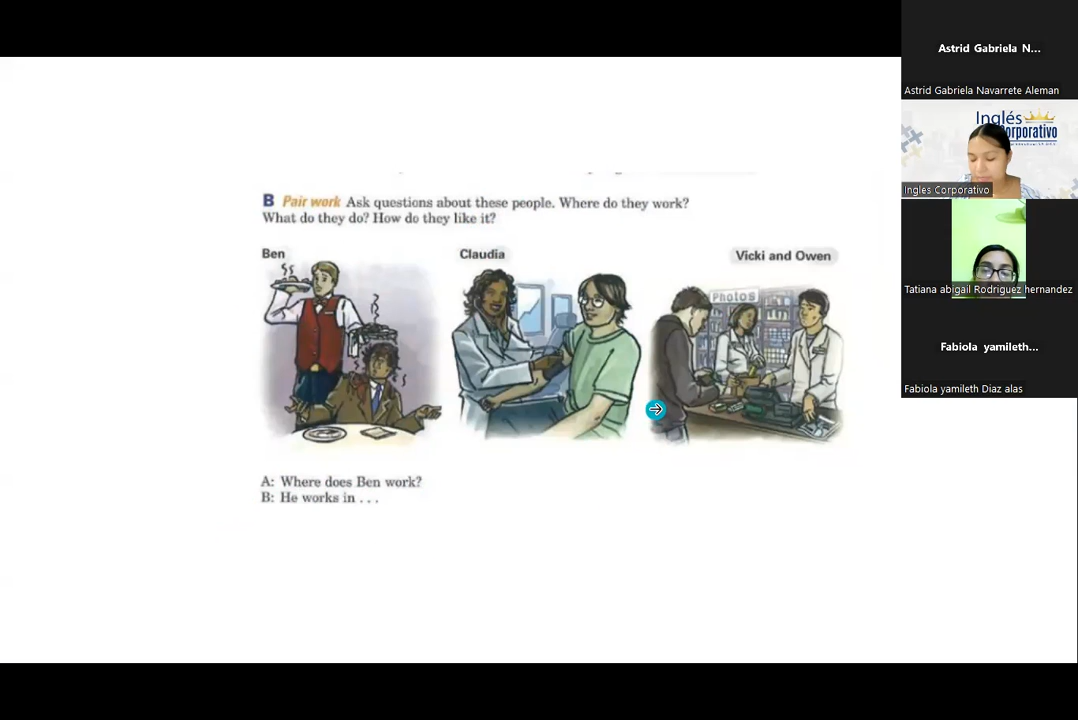 B Pair work Ask questions about these people. Where do they work?
What do they do? How do they like it?
Ben
Claudia
Vicki and Owen
Photos
A: Where does Ben work?
B: He works in . . .
Astrid Gabriela N...
Astrid Gabriela Navarrete Aleman
Inglés
Corporativo
Ingles Corporativo
Tatiana abigail Rodriguez hernandez
Fabiola yamileth...
Fabiola yamileth Diaz alas